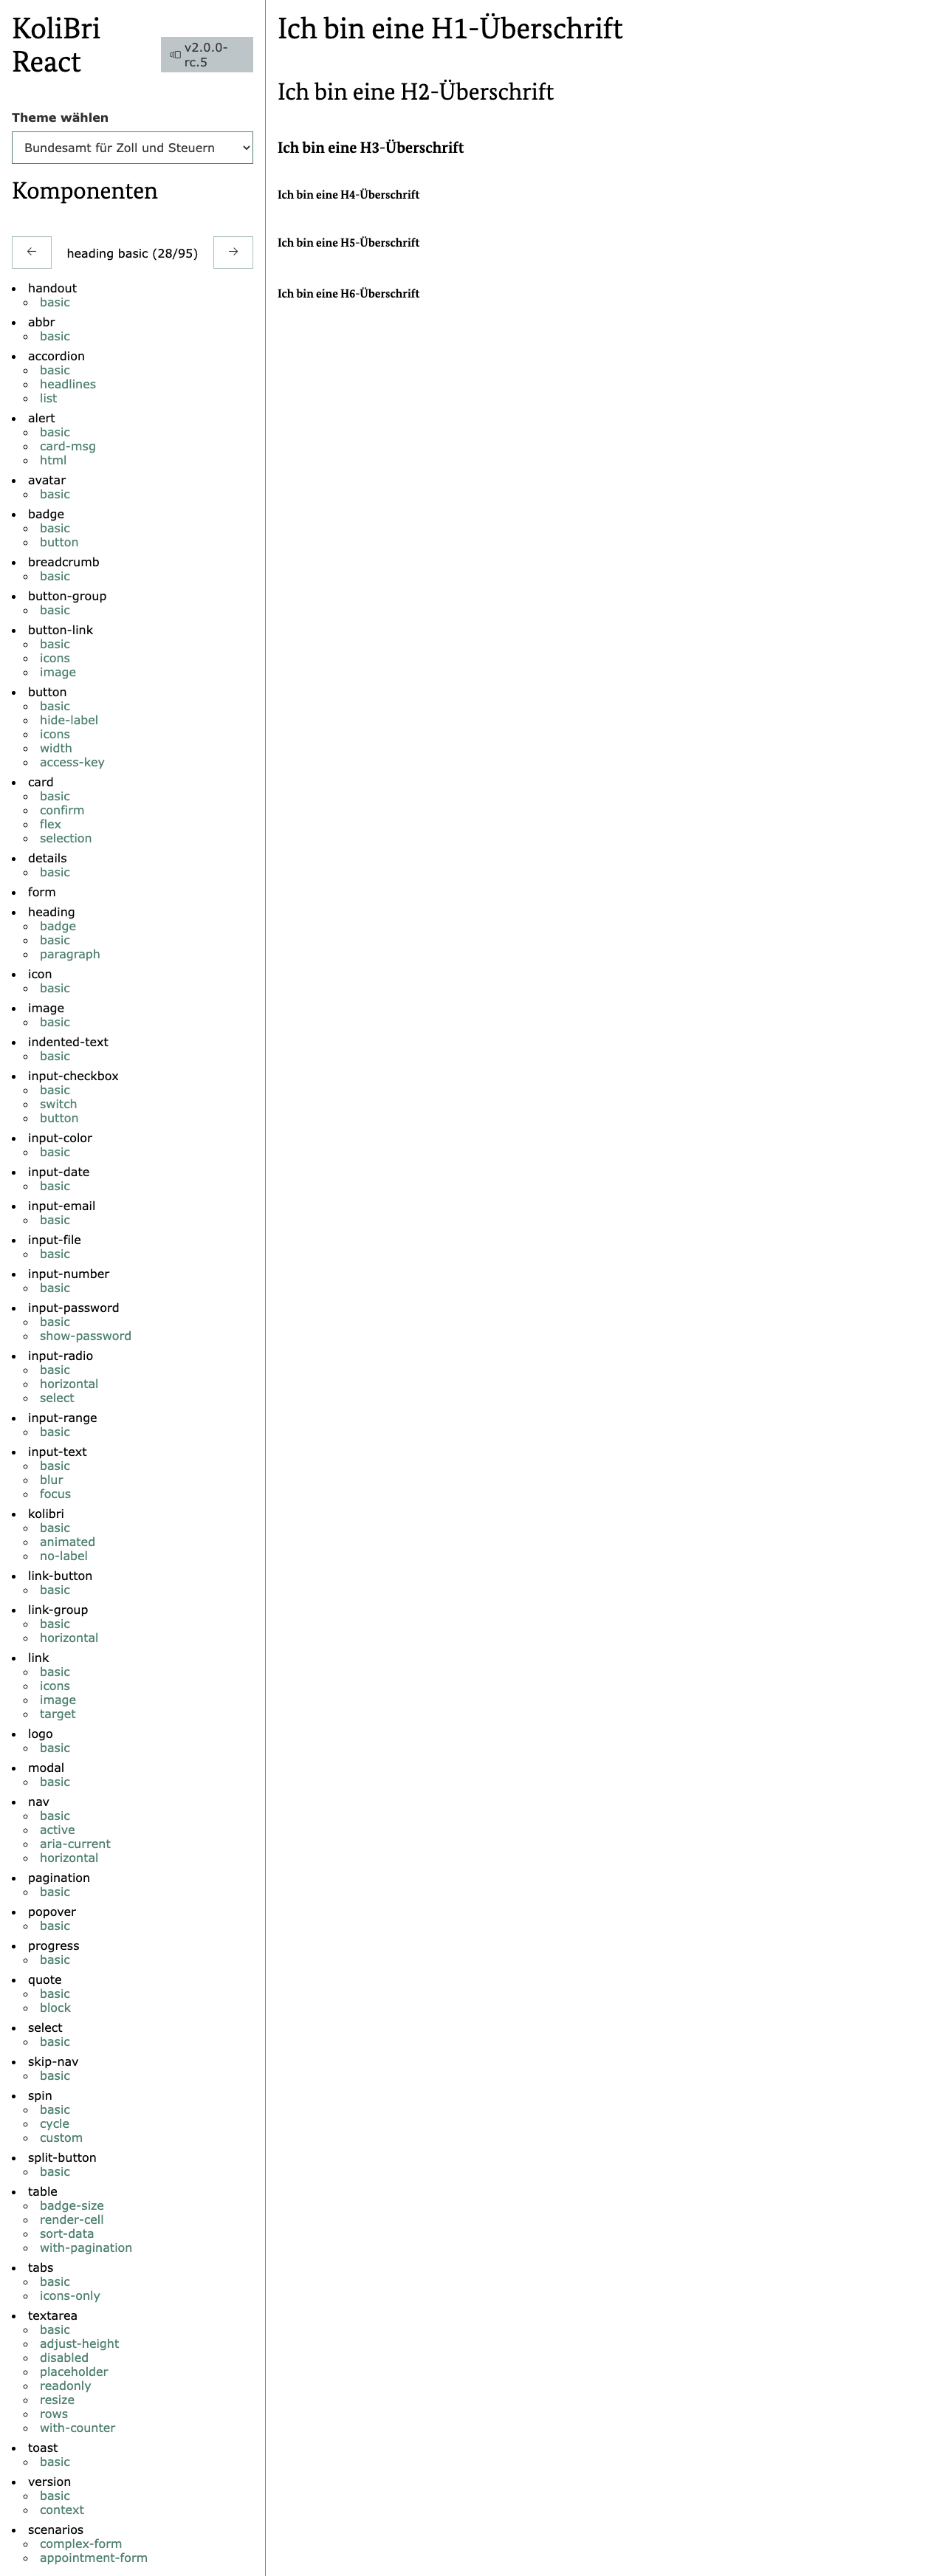 KoliBri
React
v2.0.0-
rc.5
Theme wählen
Bundesamt für Zoll und Steuern
Komponenten
← heading basic (28/95) →
handout
basic
abbr
basic
accordion
basic
headlines
list
alert
basic
card-msg
html
avatar
basic
badge
basic
button
breadcrumb
basic
button-group
basic
button-link
basic
icons
image
button
basic
hide-label
icons
width
access-key
card
basic
confirm
flex
selection
details
basic
form
heading
badge
basic
paragraph
icon
basic
image
basic
indented-text
basic
input-checkbox
basic
switch
button
input-color
basic
input-date
basic
input-email
basic
input-file
basic
input-number
basic
input-password
basic
show-password
input-radio
basic
horizontal
select
input-range
basic
input-text
basic
blur
focus
kolibri
basic
animated
no-label
link-button
basic
link-group
basic
horizontal
link
basic
icons
image
target
logo
basic
modal
basic
nav
basic
active
aria-current
horizontal
pagination
basic
popover
basic
progress
basic
quote
basic
block
select
basic
skip-nav
basic
spin
basic
cycle
custom
split-button
basic
table
badge-size
render-cell
sort-data
with-pagination
tabs
basic
icons-only
textarea
basic
adjust-height
disabled
placeholder
readonly
resize
rows
with-counter
toast
basic
version
basic
context
scenarios
complex-form
appointment-form
Ich bin eine H1-Überschrift
Ich bin eine H2-Überschrift
Ich bin eine H3-Überschrift
Ich bin eine H4-Überschrift
Ich bin eine H5-Überschrift
Ich bin eine H6-Überschrift